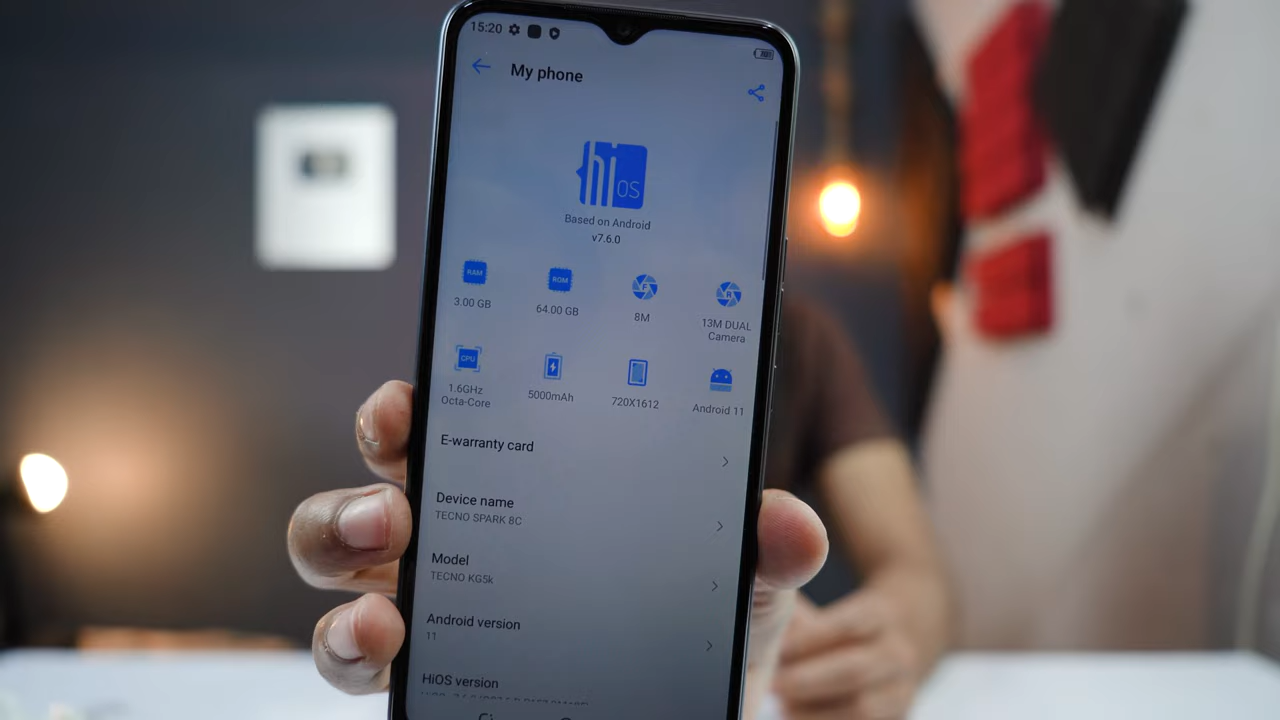 15:20
My phone
hi OS
Based on Android
v7.6.0
RAM
ROM
3.00 GB
64.00 GB
8M
13M DUAL
Camera
CPU
1.6GHz
Octa-Core
5000mAh
720X1612
Android 11
E-warranty card
Device name
TECNO SPARK 8C
Model
TECNO KG5k
Android version
11
HiOS version